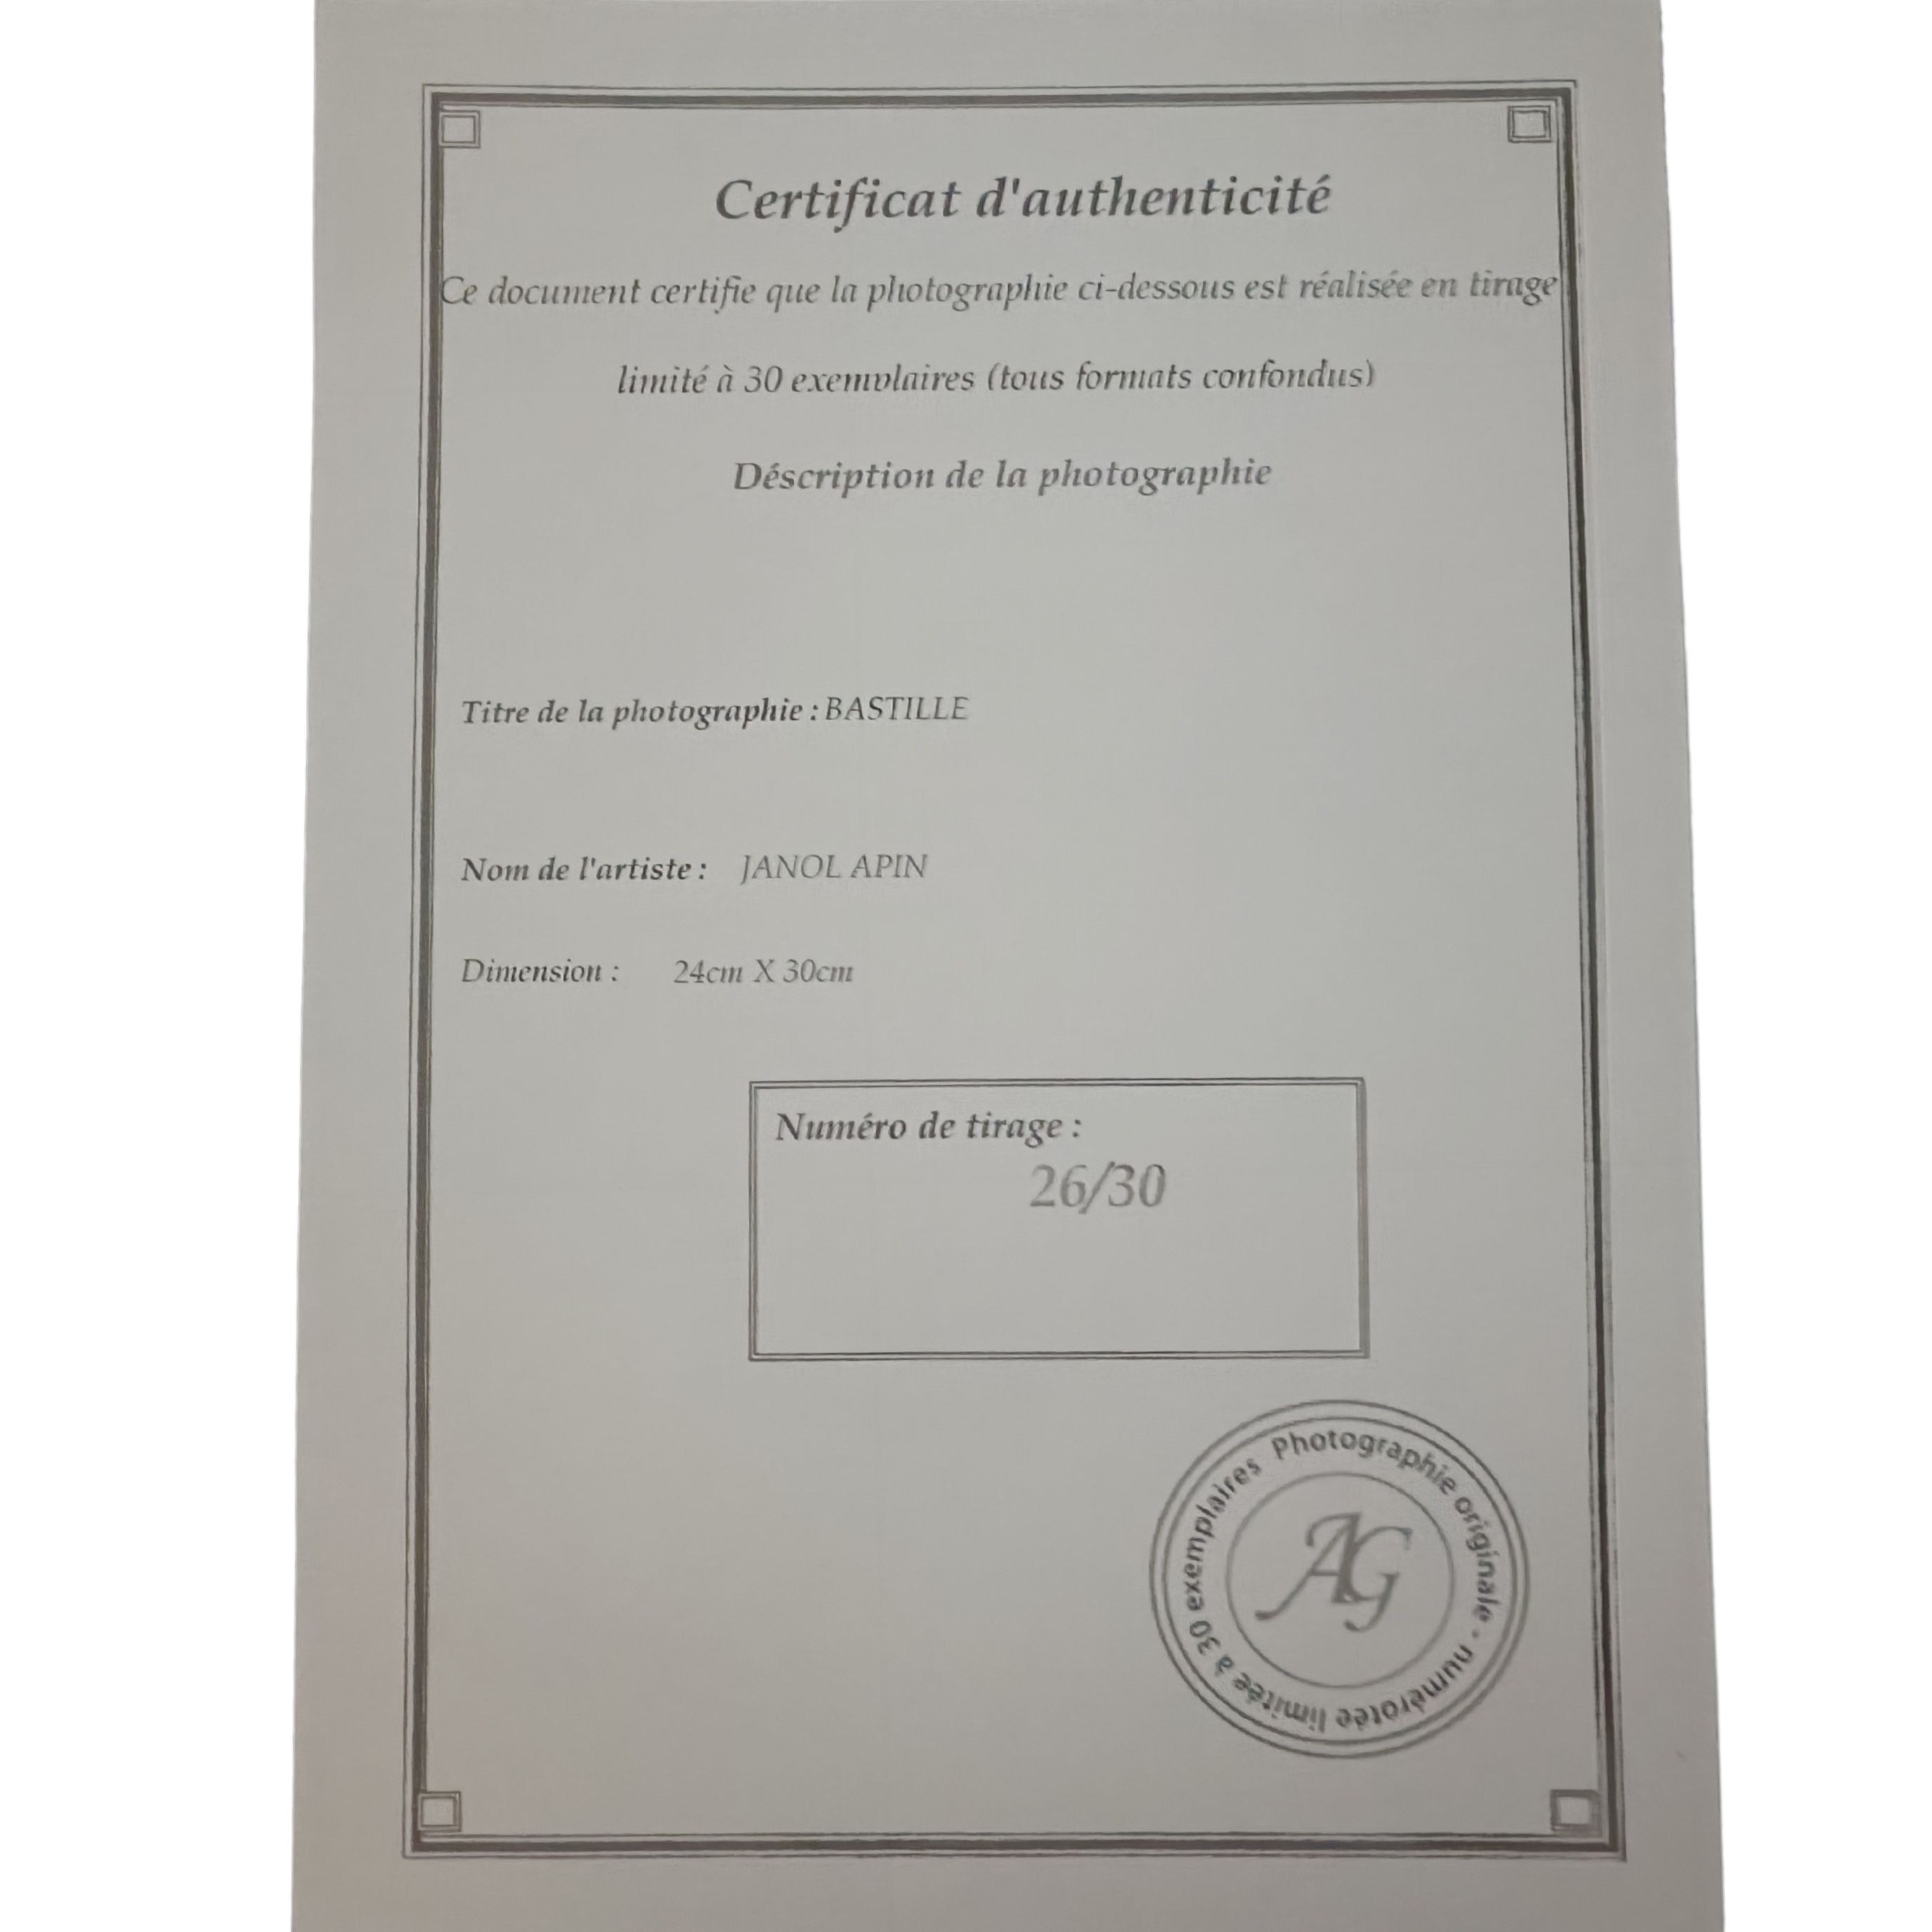 Certificat d'authenticité
Ce document certifie que la photographie ci-dessous est réalisée en tirage
limité à 30 exemplaires (tous formats confondus)
Déscription de la photographie
Titre de la photographie : BASTILLE
Nom de l'artiste : JANOL APIN
Dimension : 24cm X 30cm
Numéro de tirage :
26/30
Photographie originale - numérotée limitée à 30 exemplaires
AG